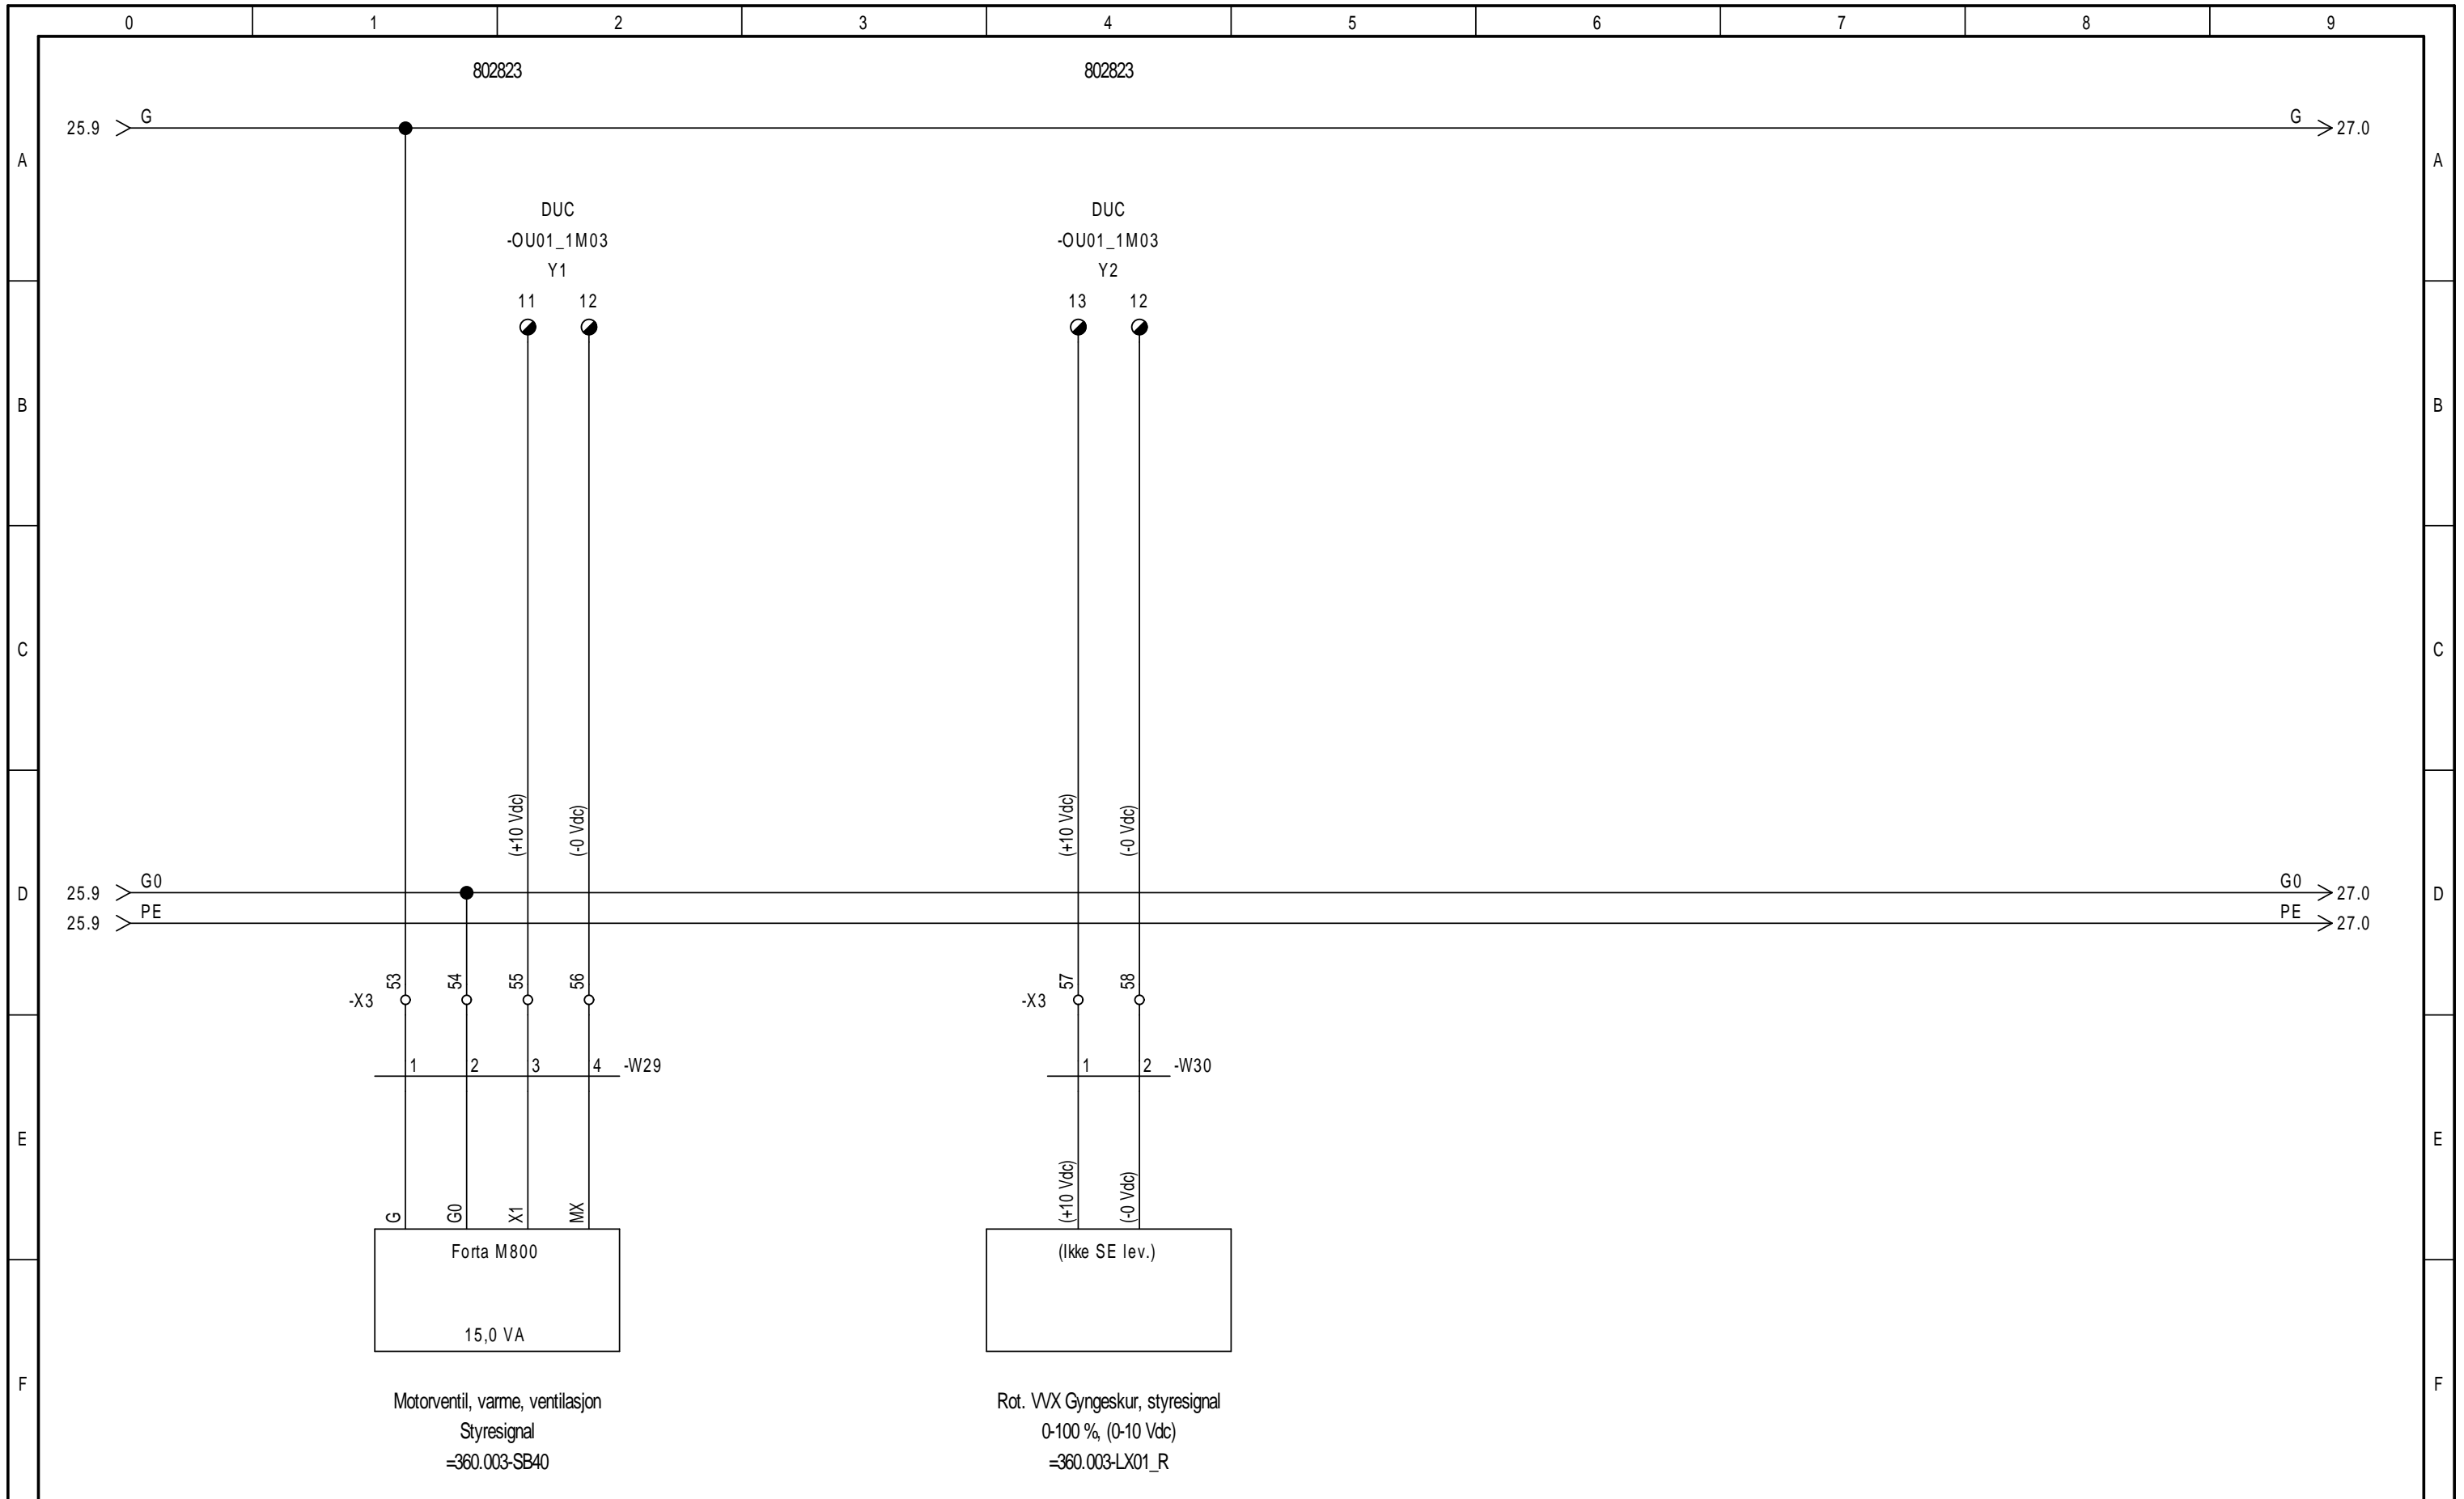 0 1 2 3 4 5 6 7 8 9
802823 802823
25.9 G G 27.0
A A
DUC DUC
-OU01_1M03 -OU01_1M03
Y1 Y2
11 12 13 12
B B
C C
(+10 Vdc) (-0 Vdc) (+10 Vdc) (-0 Vdc)
D 25.9 G0 G0 27.0 D
25.9 PE PE 27.0
-X3 53 54 55 56 -X3 57 58
1 2 3 4 -W29 1 2 -W30
E E
G G0 X1 MX (+10 Vdc) (-0 Vdc)
Forta M800 (Ikke SE lev.)
15,0 VA
F F
Motorventil, varme, ventilasjon
Styresignal
=360.003-SB40
Rot. VVX Gyngeskur, styresignal
0-100 %, (0-10 Vdc)
=360.003-LX01_R